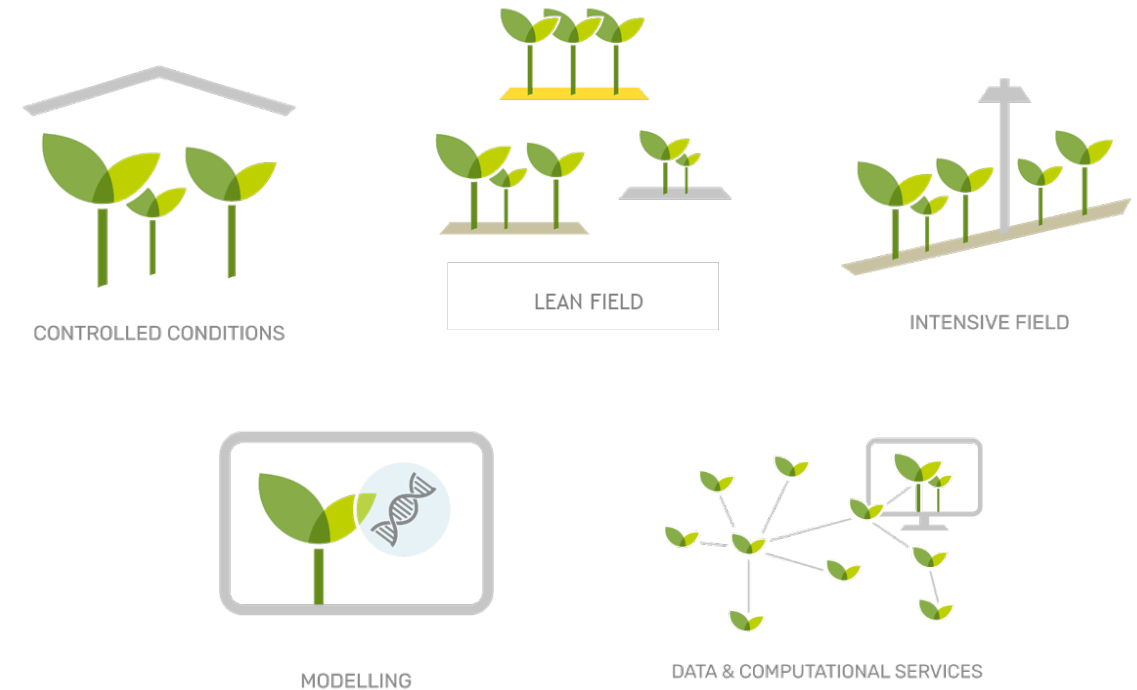 CONTROLLED CONDITIONS
LEAN FIELD
INTENSIVE FIELD
MODELLING
DATA & COMPUTATIONAL SERVICES